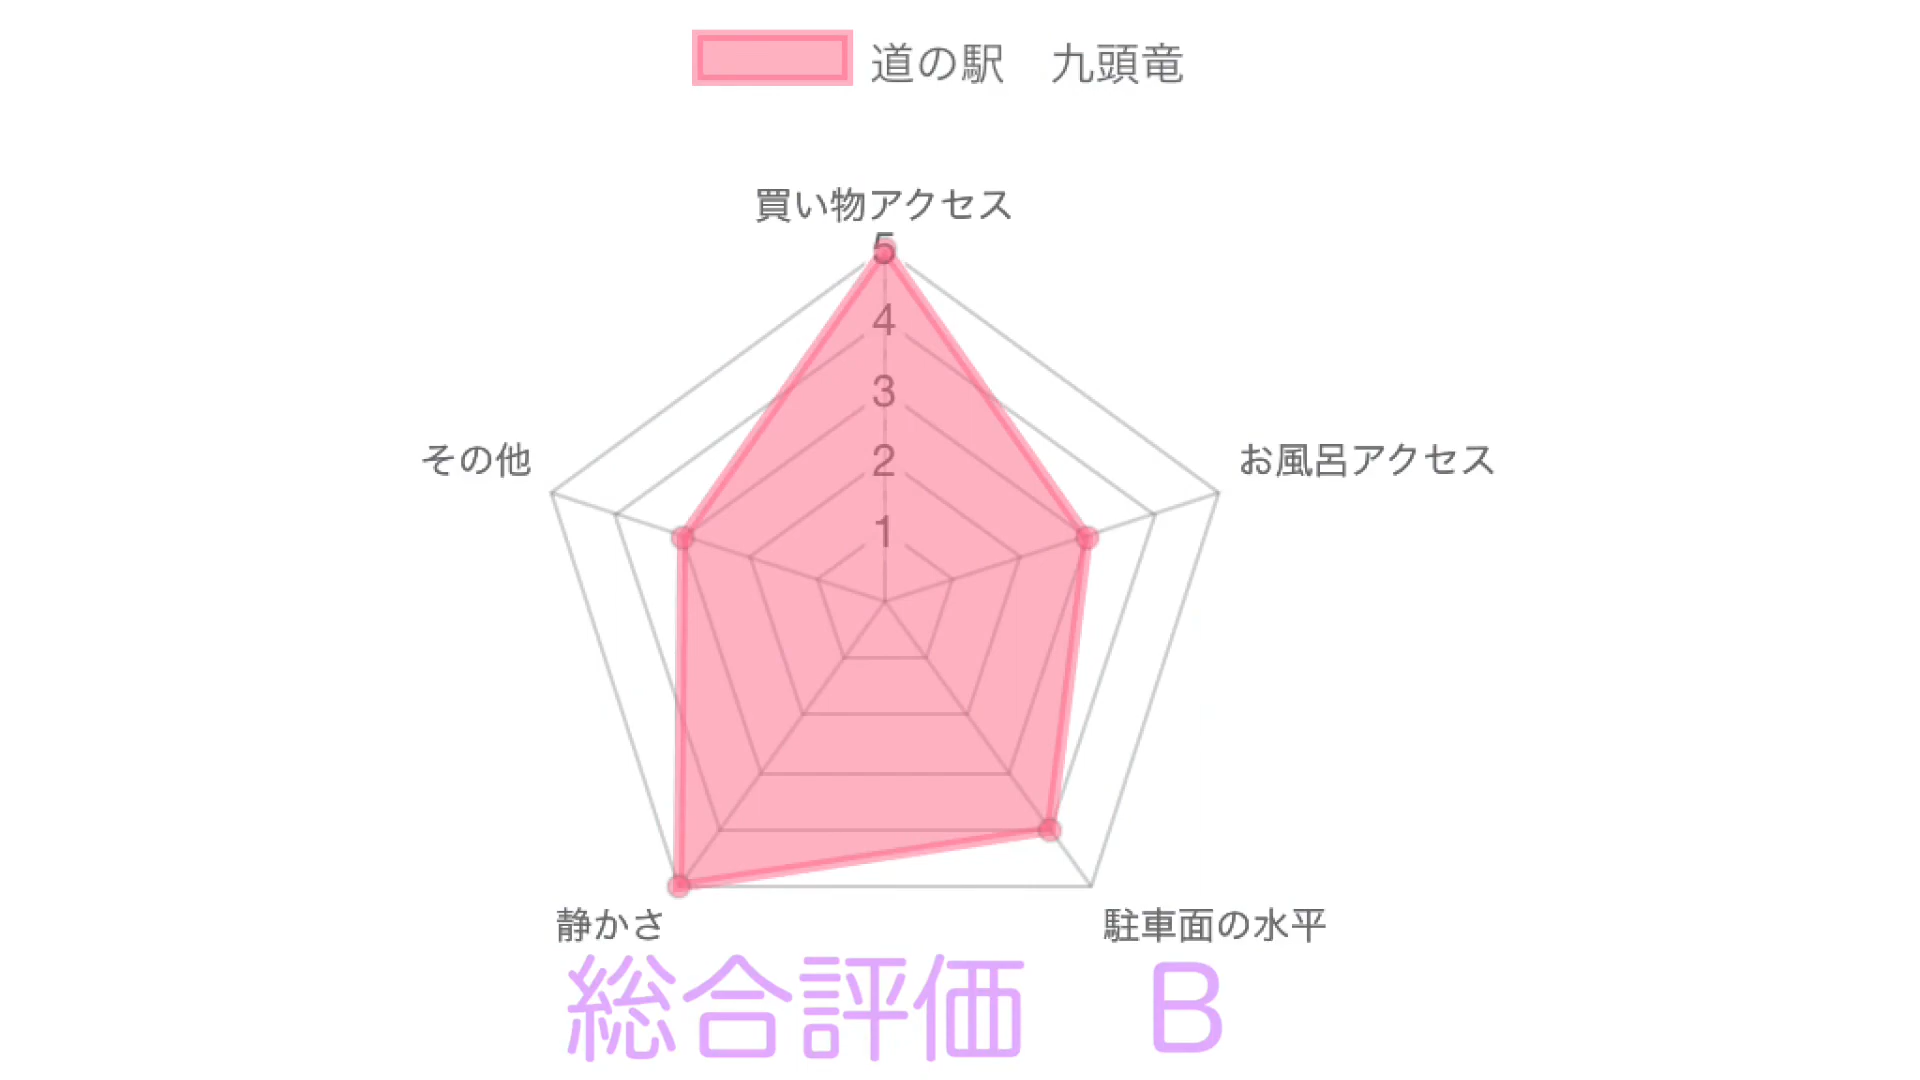 道の駅　九頭竜
買い物アクセス
5
4
3
2
1
その他
お風呂アクセス
静かさ
駐車面の水平
総合評価　B